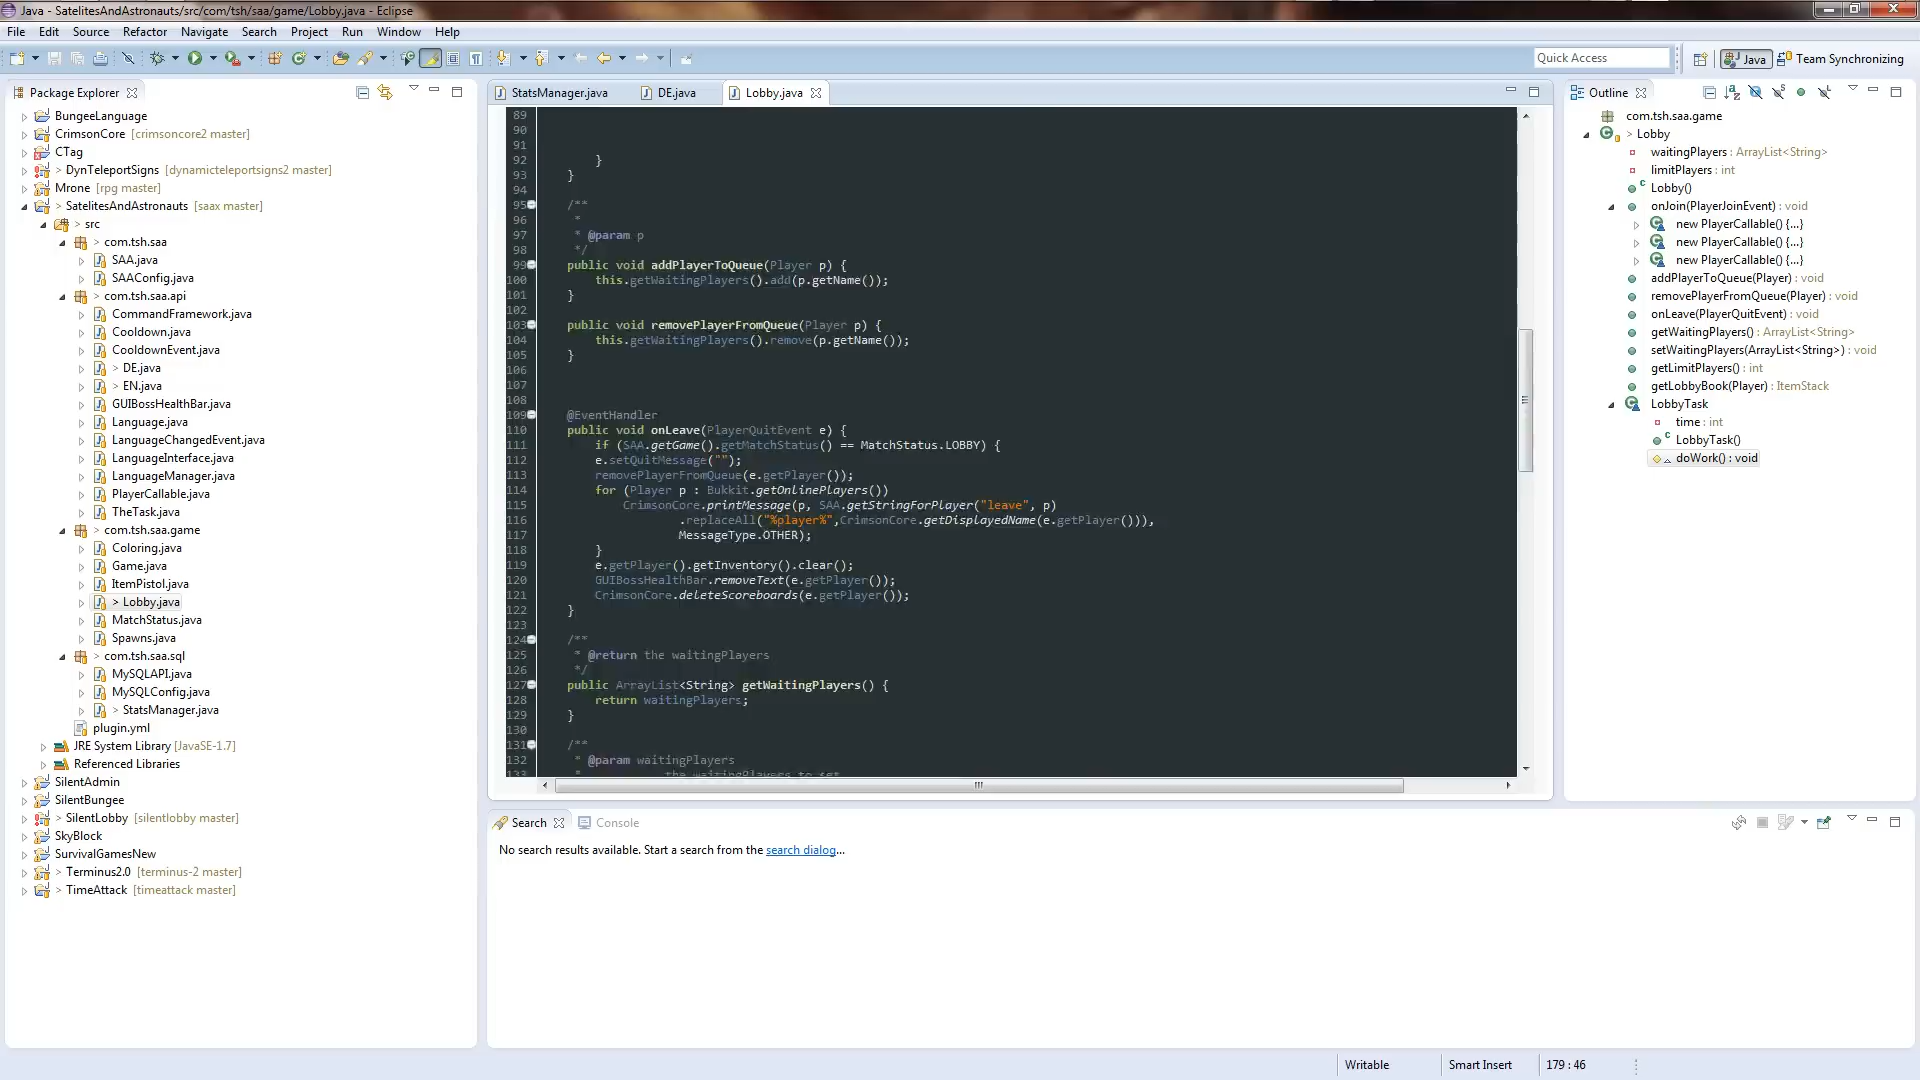 Java - SatelitesAndAstronauts/src/com/tsh/saa/game/Lobby.java - Eclipse
File Edit Source Refactor Navigate Search Project Run Window Help
Quick Access
Java
Team Synchronizing
Package Explorer
BungeeLanguage
CrimsonCore [crimsoncore2 master]
CTag
> DynTeleportSigns [dynamicteleportsigns2 master]
Mrone [rpg master]
> SatelitesAndAstronauts [saax master]
> src
> com.tsh.saa
SAA.java
SAAConfig.java
> com.tsh.saa.api
CommandFramework.java
Cooldown.java
CooldownEvent.java
> DE.java
> EN.java
GUIBossHealthBar.java
Language.java
LanguageChangedEvent.java
LanguageInterface.java
LanguageManager.java
PlayerCallable.java
TheTask.java
> com.tsh.saa.game
Coloring.java
Game.java
ItemPistol.java
> Lobby.java
MatchStatus.java
Spawns.java
> com.tsh.saa.sql
MySQLAPI.java
MySQLConfig.java
> StatsManager.java
plugin.yml
JRE System Library [JavaSE-1.7]
Referenced Libraries
SilentAdmin
SilentBungee
> SilentLobby [silentlobby master]
SkyBlock
SurvivalGamesNew
> Terminus2.0 [terminus-2 master]
> TimeAttack [timeattack master]
StatsManager.java DE.java Lobby.java
89
90
91
92 }
93 }
94
95 /**
96 *
97 * @param p
98 */
99 public void addPlayerToQueue(Player p) {
100 this.getWaitingPlayers().add(p.getName());
101 }
102
103 public void removePlayerFromQueue(Player p) {
104 this.getWaitingPlayers().remove(p.getName());
105 }
106
107
108
109 @EventHandler
110 public void onLeave(PlayerQuitEvent e) {
111 if (SAA.getGame().getMatchStatus() == MatchStatus.LOBBY) {
112 e.setQuitMessage("");
113 removePlayerFromQueue(e.getPlayer());
114 for (Player p : Bukkit.getOnlinePlayers())
115 CrimsonCore.printMessage(p, SAA.getStringForPlayer("leave", p)
116 .replaceAll("%player%",CrimsonCore.getDisplayedName(e.getPlayer())),
117 MessageType.OTHER);
118 }
119 e.getPlayer().getInventory().clear();
120 GUIBossHealthBar.removeText(e.getPlayer());
121 CrimsonCore.deleteScoreboards(e.getPlayer());
122 }
123
124 /**
125 * @return the waitingPlayers
126 */
127 public ArrayList<String> getWaitingPlayers() {
128 return waitingPlayers;
129 }
130
131 /**
132 * @param waitingPlayers
133 * the waitingPlayers to set
Outline
com.tsh.saa.game
> Lobby
waitingPlayers : ArrayList<String>
limitPlayers : int
Lobby()
onJoin(PlayerJoinEvent) : void
new PlayerCallable() {...}
new PlayerCallable() {...}
new PlayerCallable() {...}
addPlayerToQueue(Player) : void
removePlayerFromQueue(Player) : void
onLeave(PlayerQuitEvent) : void
getWaitingPlayers() : ArrayList<String>
setWaitingPlayers(ArrayList<String>) : void
getLimitPlayers() : int
getLobbyBook(Player) : ItemStack
LobbyTask
time : int
LobbyTask()
doWork() : void
Search Console
No search results available. Start a search from the search dialog...
Writable Smart Insert 179 : 46